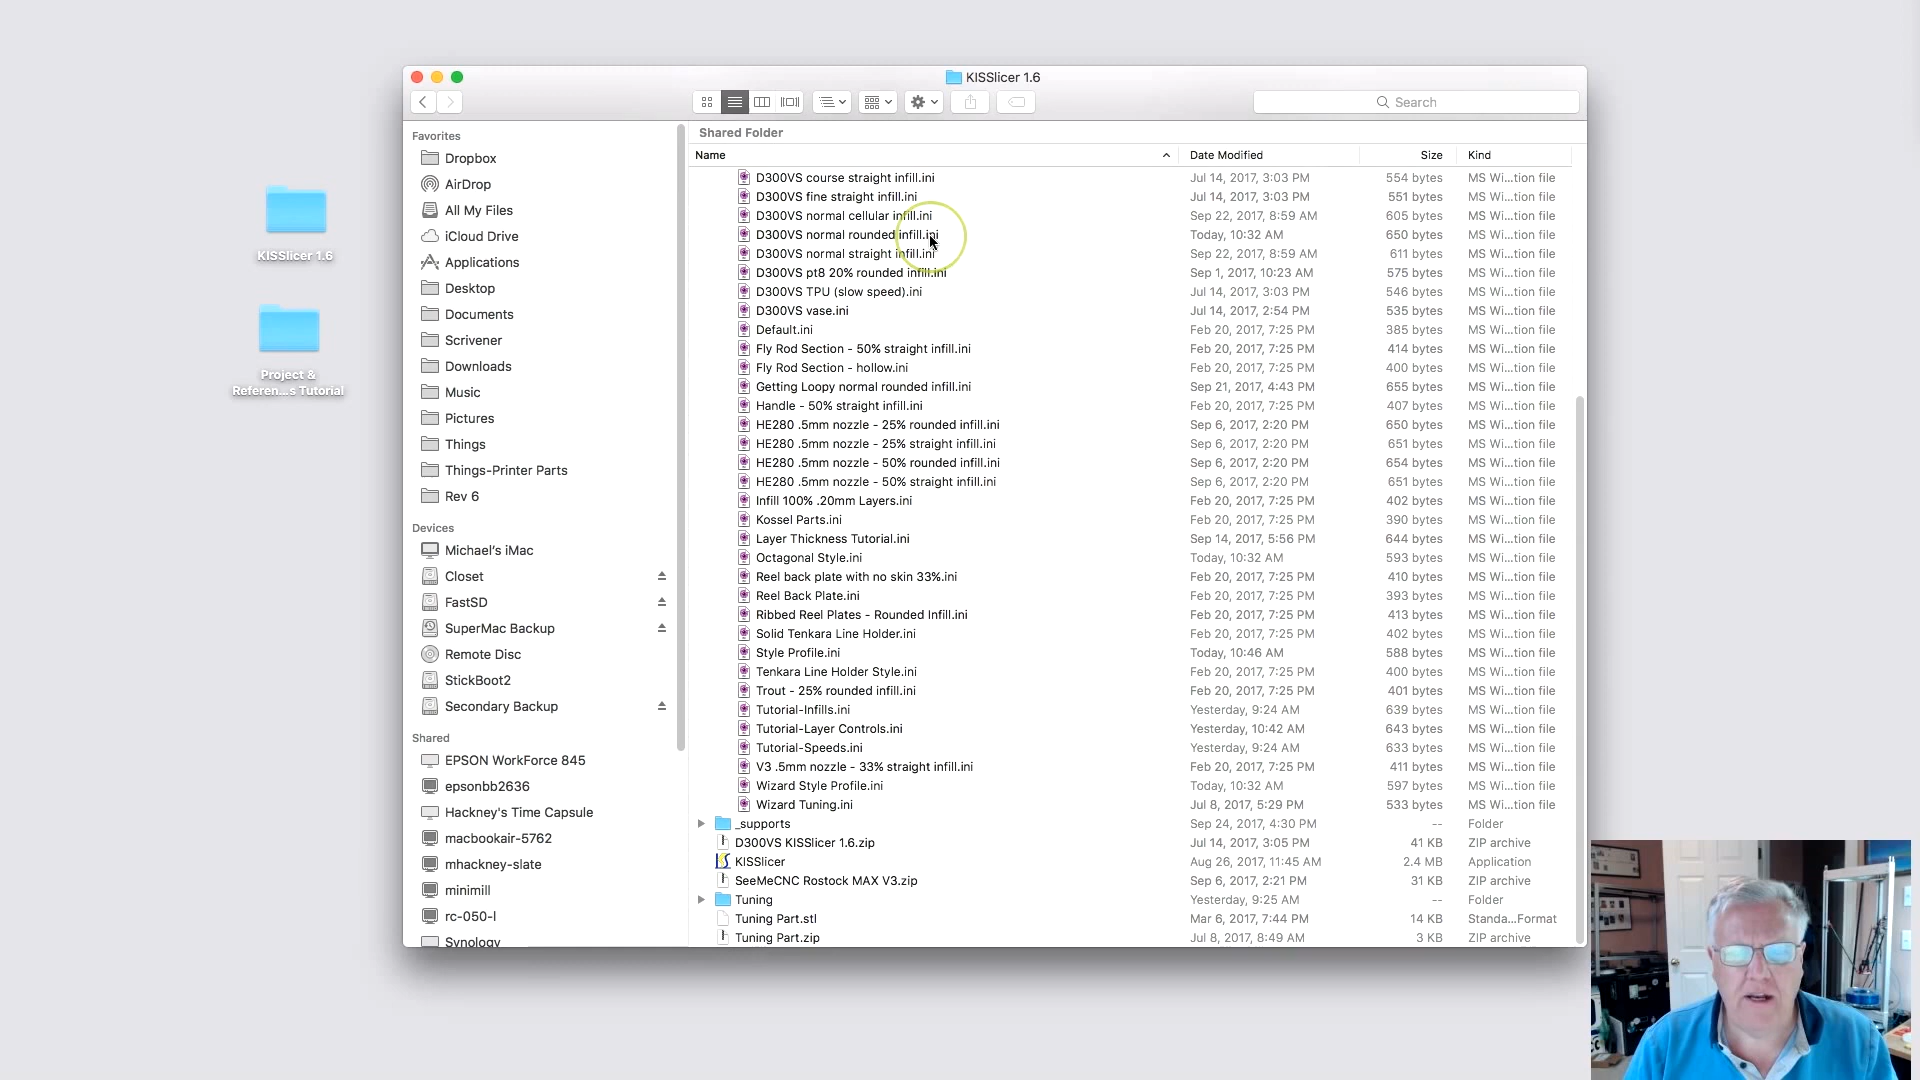 KISSlicer 1.6
Search
Favorites
Dropbox
AirDrop
All My Files
iCloud Drive
Applications
Desktop
Documents
Scrivener
Downloads
Music
Pictures
Things
Things-Printer Parts
Rev 6
Devices
Michael's iMac
Closet
FastSD
SuperMac Backup
Remote Disc
StickBoot2
Secondary Backup
Shared
EPSON WorkForce 845
epsonbb2636
Hackney's Time Capsule
macbookair-5762
mhackney-slate
minimill
rc-050-l
Synology
KISSlicer 1.6
Project &
Referen...s Tutorial
Shared Folder
Name Date Modified Size Kind
D300VS course straight infill.ini Jul 14, 2017, 3:03 PM 554 bytes MS Wi...tion file
D300VS fine straight infill.ini Jul 14, 2017, 3:03 PM 551 bytes MS Wi...tion file
D300VS normal cellular infill.ini Sep 22, 2017, 8:59 AM 605 bytes MS Wi...tion file
D300VS normal rounded infill.ini Today, 10:32 AM 650 bytes MS Wi...tion file
D300VS normal straight infill.ini Sep 22, 2017, 8:59 AM 611 bytes MS Wi...tion file
D300VS pt8 20% rounded infill.ini Sep 1, 2017, 10:23 AM 575 bytes MS Wi...tion file
D300VS TPU (slow speed).ini Jul 14, 2017, 3:03 PM 546 bytes MS Wi...tion file
D300VS vase.ini Jul 14, 2017, 2:54 PM 535 bytes MS Wi...tion file
Default.ini Feb 20, 2017, 7:25 PM 385 bytes MS Wi...tion file
Fly Rod Section - 50% straight infill.ini Feb 20, 2017, 7:25 PM 414 bytes MS Wi...tion file
Fly Rod Section - hollow.ini Feb 20, 2017, 7:25 PM 400 bytes MS Wi...tion file
Getting Loopy normal rounded infill.ini Sep 21, 2017, 4:43 PM 655 bytes MS Wi...tion file
Handle - 50% straight infill.ini Feb 20, 2017, 7:25 PM 407 bytes MS Wi...tion file
HE280 .5mm nozzle - 25% rounded infill.ini Sep 6, 2017, 2:20 PM 650 bytes MS Wi...tion file
HE280 .5mm nozzle - 25% straight infill.ini Sep 6, 2017, 2:20 PM 651 bytes MS Wi...tion file
HE280 .5mm nozzle - 50% rounded infill.ini Sep 6, 2017, 2:20 PM 654 bytes MS Wi...tion file
HE280 .5mm nozzle - 50% straight infill.ini Sep 6, 2017, 2:20 PM 651 bytes MS Wi...tion file
Infill 100% .20mm Layers.ini Feb 20, 2017, 7:25 PM 402 bytes MS Wi...tion file
Kossel Parts.ini Feb 20, 2017, 7:25 PM 390 bytes MS Wi...tion file
Layer Thickness Tutorial.ini Sep 14, 2017, 5:56 PM 644 bytes MS Wi...tion file
Octagonal Style.ini Today, 10:32 AM 593 bytes MS Wi...tion file
Reel back plate with no skin 33%.ini Feb 20, 2017, 7:25 PM 410 bytes MS Wi...tion file
Reel Back Plate.ini Feb 20, 2017, 7:25 PM 393 bytes MS Wi...tion file
Ribbed Reel Plates - Rounded Infill.ini Feb 20, 2017, 7:25 PM 413 bytes MS Wi...tion file
Solid Tenkara Line Holder.ini Feb 20, 2017, 7:25 PM 402 bytes MS Wi...tion file
Style Profile.ini Today, 10:46 AM 588 bytes MS Wi...tion file
Tenkara Line Holder Style.ini Feb 20, 2017, 7:25 PM 400 bytes MS Wi...tion file
Trout - 25% rounded infill.ini Feb 20, 2017, 7:25 PM 401 bytes MS Wi...tion file
Tutorial-Infills.ini Yesterday, 9:24 AM 639 bytes MS Wi...tion file
Tutorial-Layer Controls.ini Yesterday, 10:42 AM 643 bytes MS Wi...tion file
Tutorial-Speeds.ini Yesterday, 9:24 AM 633 bytes MS Wi...tion file
V3 .5mm nozzle - 33% straight infill.ini Feb 20, 2017, 7:25 PM 411 bytes MS Wi...tion file
Wizard Style Profile.ini Today, 10:32 AM 597 bytes MS Wi...tion file
Wizard Tuning.ini Jul 8, 2017, 5:29 PM 533 bytes MS Wi...tion file
_supports Sep 24, 2017, 4:30 PM -- Folder
D300VS KISSlicer 1.6.zip Jul 14, 2017, 3:05 PM 41 KB ZIP archive
KISSlicer Aug 26, 2017, 11:45 AM 2.4 MB Application
SeeMeCNC Rostock MAX V3.zip Sep 6, 2017, 2:21 PM 31 KB ZIP archive
Tuning Yesterday, 9:25 AM -- Folder
Tuning Part.stl Mar 6, 2017, 7:44 PM 14 KB Standa...Format
Tuning Part.zip Jul 8, 2017, 8:49 AM 3 KB ZIP archive